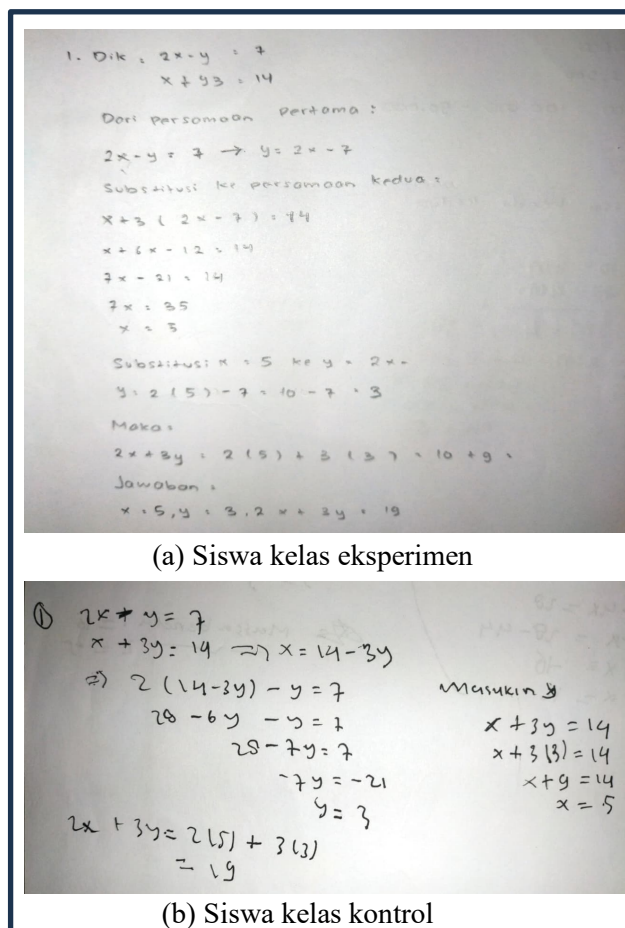 1. Dik : 2x - y = 7
x + y3 = 14
Dari persamaan pertama :
2x - y = 7 → y = 2x - 7
Substitusi ke persamaan kedua :
x + 3 ( 2x - 7 ) = 14
x + 6x - 12 = 14
7x - 21 = 14
7x = 35
x = 5
Substitusi x = 5 ke y = 2x -
y = 2 ( 5 ) - 7 = 10 - 7 = 3
Maka :
2x + 3y = 2 ( 5 ) + 3 ( 3 ) = 10 + 9 =
Jawaban :
x = 5, y = 3, 2x + 3y = 19
(a) Siswa kelas eksperimen
① 2x + y = 7
x + 3y = 14 => x = 14 - 3y
=> 2 (14 - 3y) - y = 7
28 - 6y - y = 7
28 - 7y = 7
-7y = -21
y = 3
Masukin y
x + 3y = 14
x + 3(3) = 14
x + 9 = 14
x = 5
2x + 3y = 2(5) + 3(3)
= 19
(b) Siswa kelas kontrol